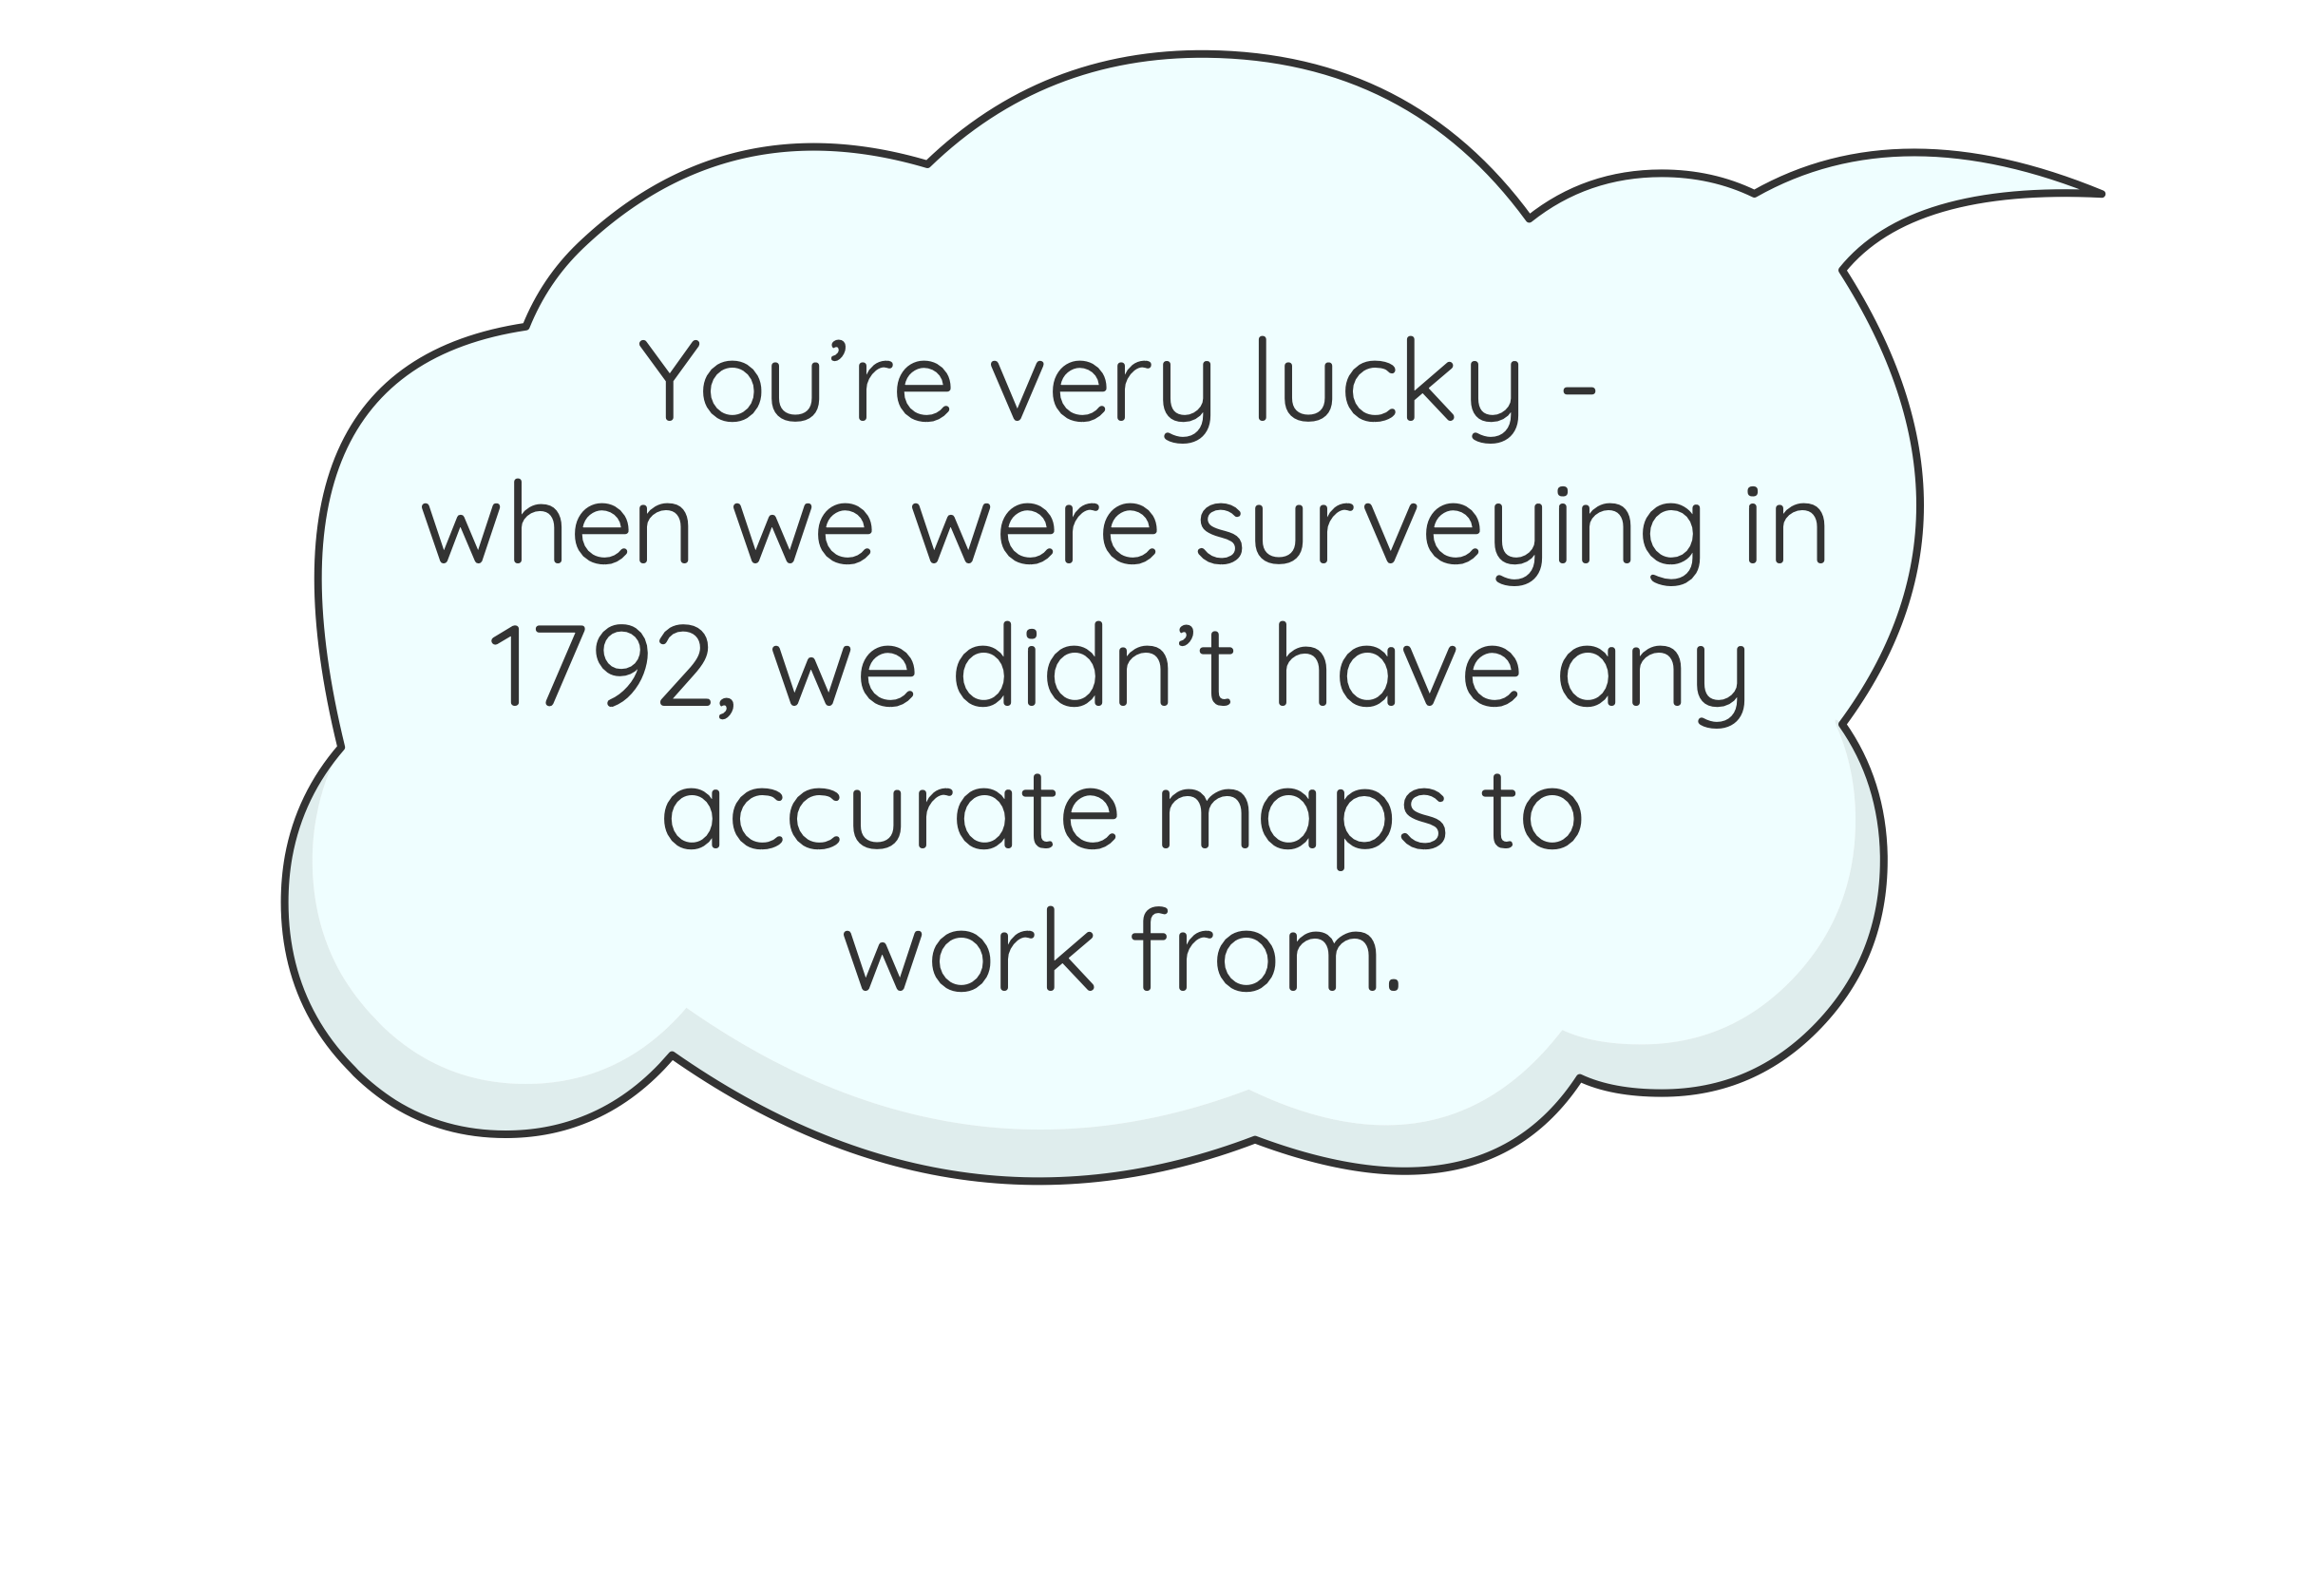 You’re very lucky -
when we were surveying in
1792, we didn’t have any
accurate maps to
work from.